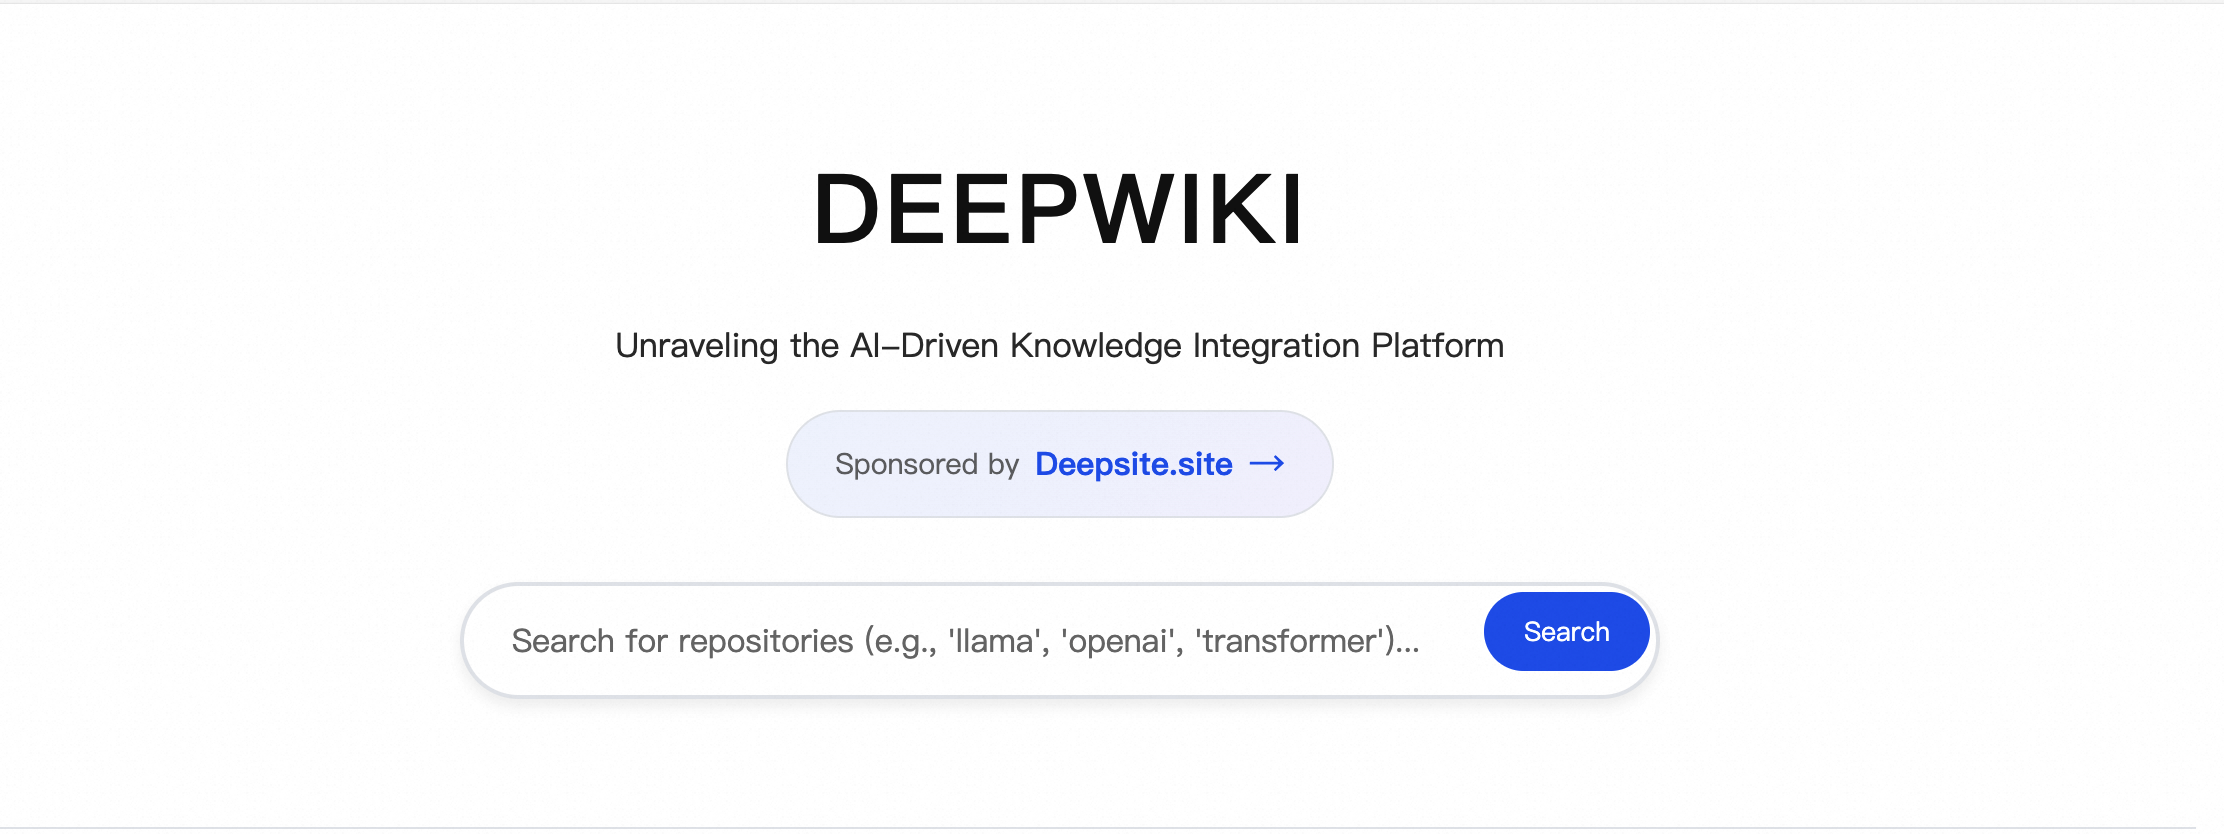 DEEPWIKI
Unraveling the AI-Driven Knowledge Integration Platform
Sponsored by Deepsite.site →
Search for repositories (e.g., 'llama', 'openai', 'transformer')...
Search